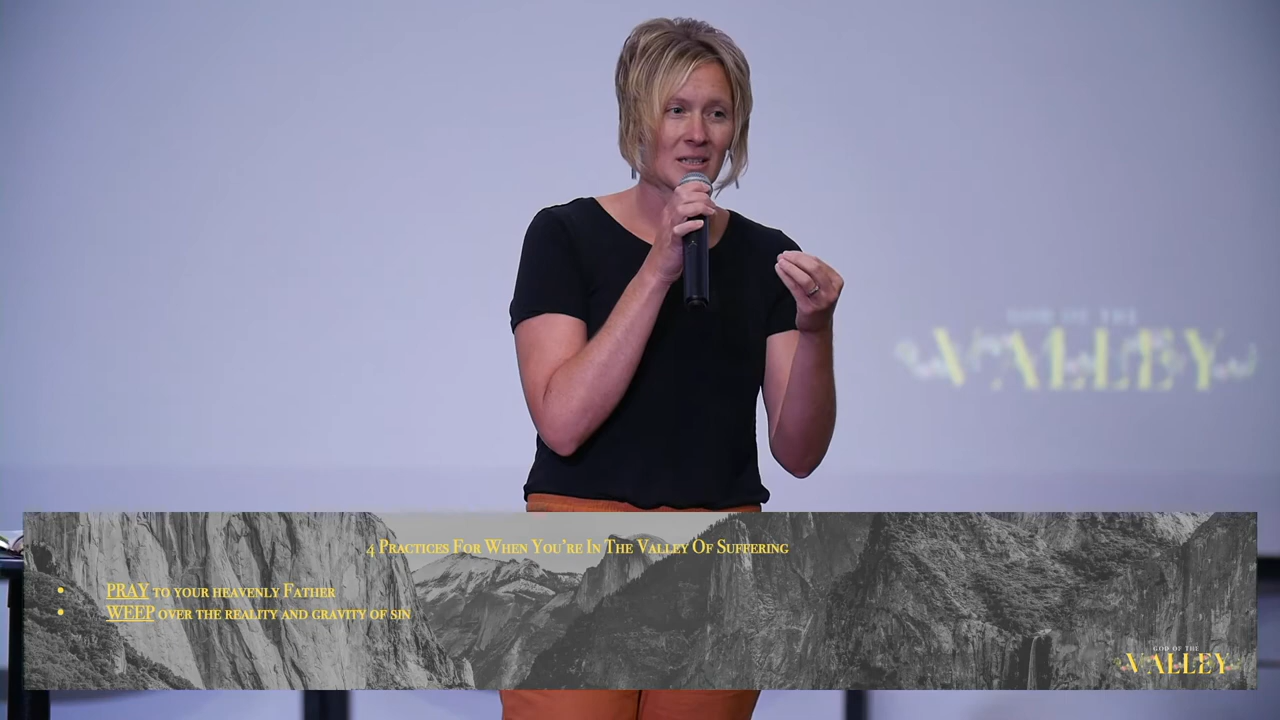 GOD OF THE
VALLEY
4 Practices For When You're In The Valley Of Suffering
• PRAY to your heavenly Father
• WEEP over the reality and gravity of sin
GOD OF THE
VALLEY